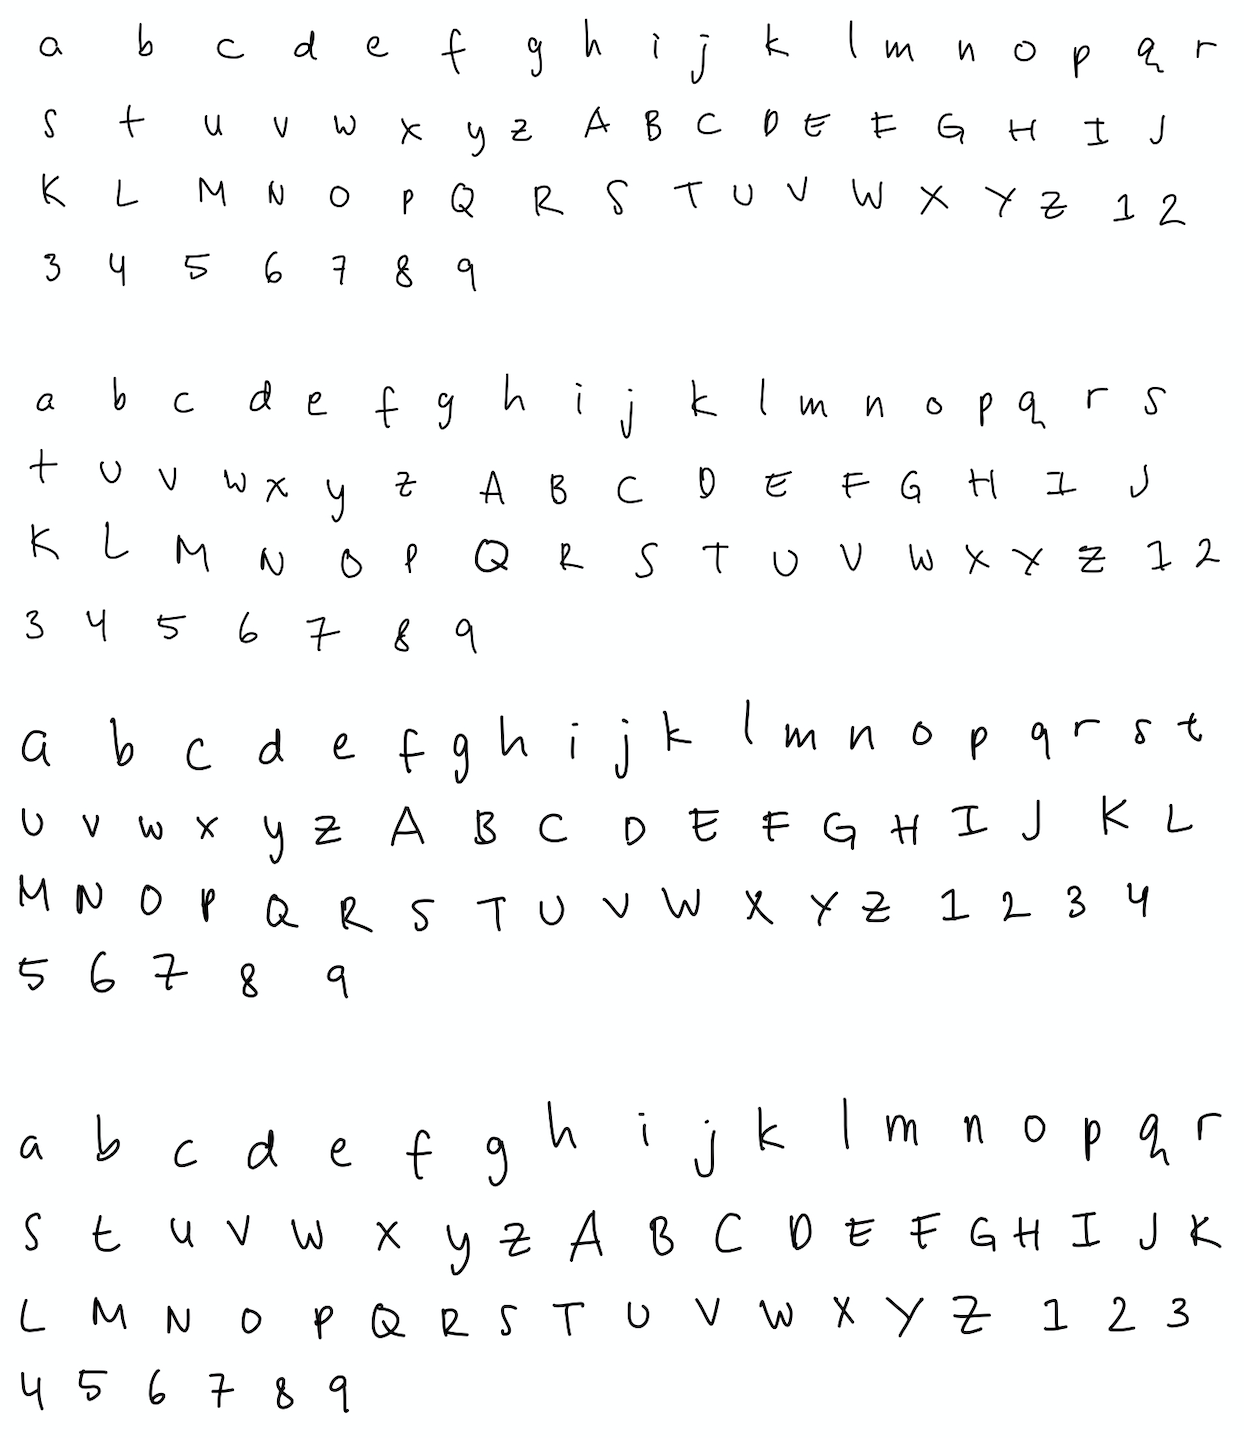 a b c d e f g h i j k l m n o p q r
s t u v w x y z A B C D E F G H I J
K L M N O P Q R S T U V W X Y Z 1 2
3 4 5 6 7 8 9
a b c d e f g h i j k l m n o p q r s
t u v w x y z A B C D E F G H I J
K L M N O P Q R S T U V W X Y Z 1 2
3 4 5 6 7 8 9
a b c d e f g h i j k l m n o p q r s t
u v w x y z A B C D E F G H I J K L
M N O P Q R S T U V W X Y Z 1 2 3 4
5 6 7 8 9
a b c d e f g h i j k l m n o p q r
s t u v w x y z A B C D E F G H I J K
L M N O P Q R S T U V W X Y Z 1 2 3
4 5 6 7 8 9